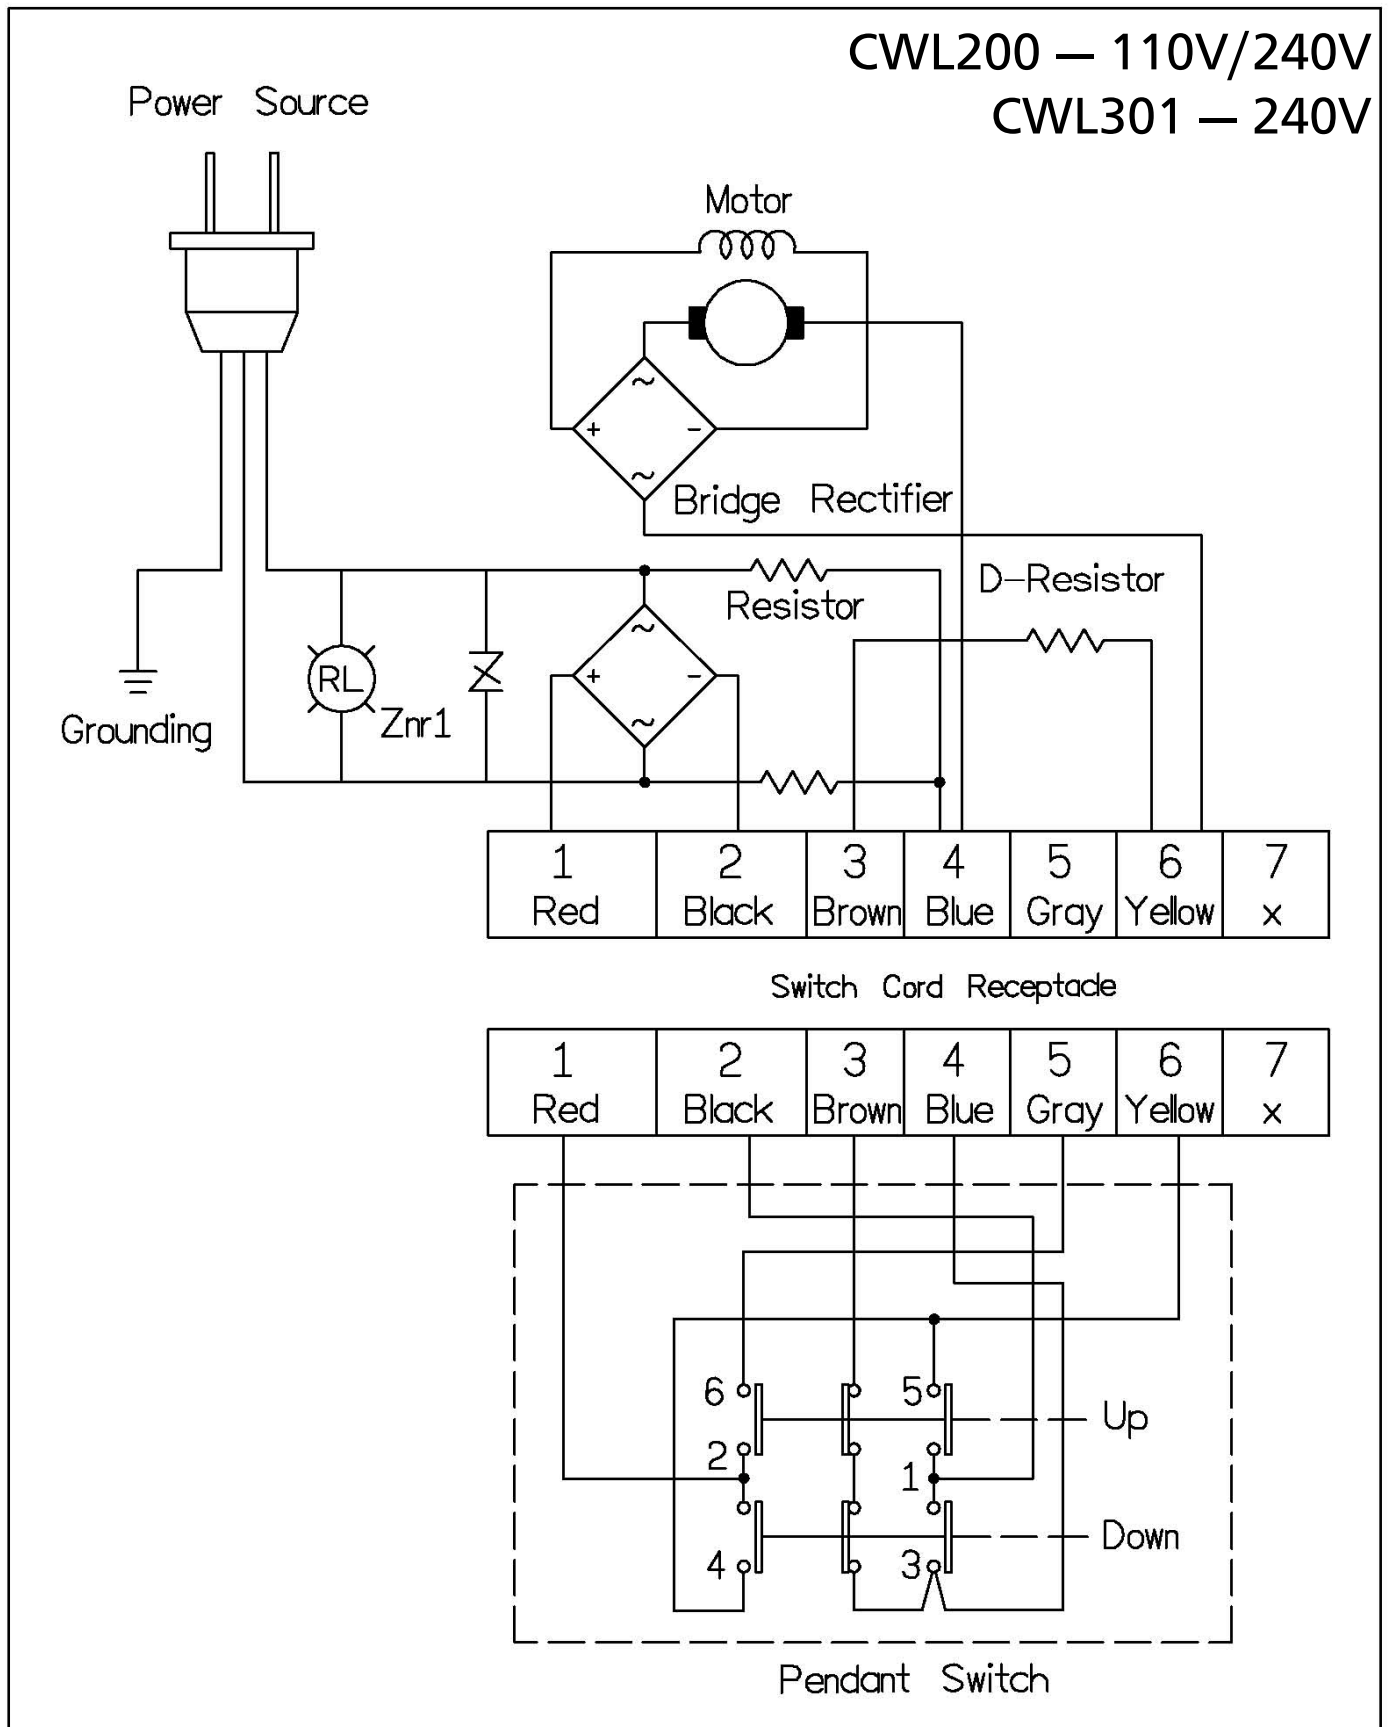 CWL200 — 110V/240V
CWL301 — 240V
Power Source
Motor
~
+ -
~
Bridge Rectifier
D-Resistor
Resistor
~
RL
+ -
Znr1
~
Grounding
1 2 3 4 5 6 7
Red Black Brown Blue Gray Yellow x
Switch Cord Receptacle
1 2 3 4 5 6 7
Red Black Brown Blue Gray Yellow x
6 5
Up
2 1
Down
4 3
Pendant Switch